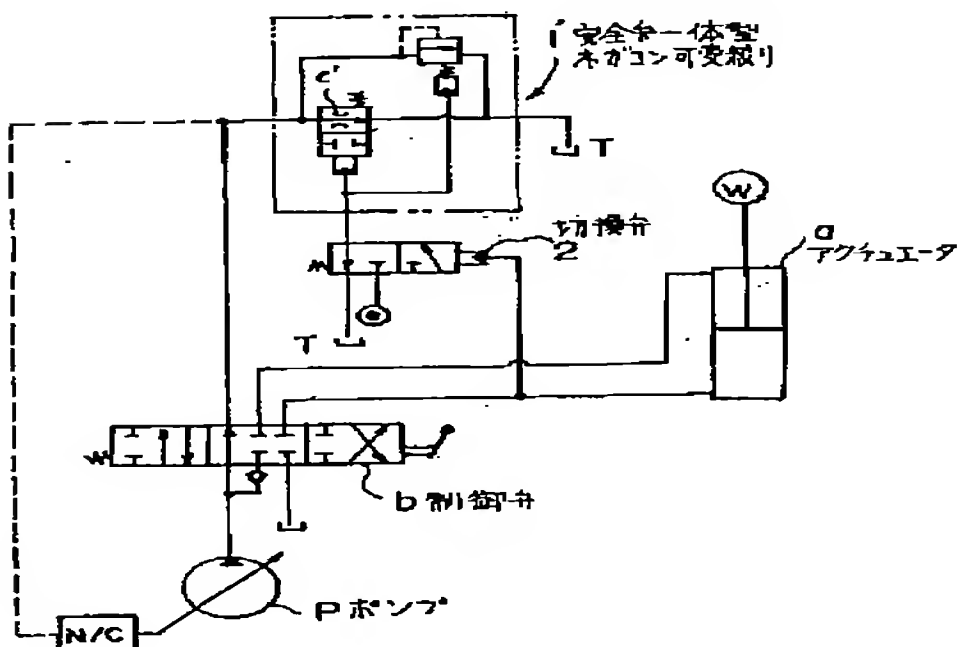 1 安全弁一体型
ネガコン可変絞り
c'
T
W
切換弁
2
a
アクチュエータ
T
b 制御弁
P ポンプ
N/C